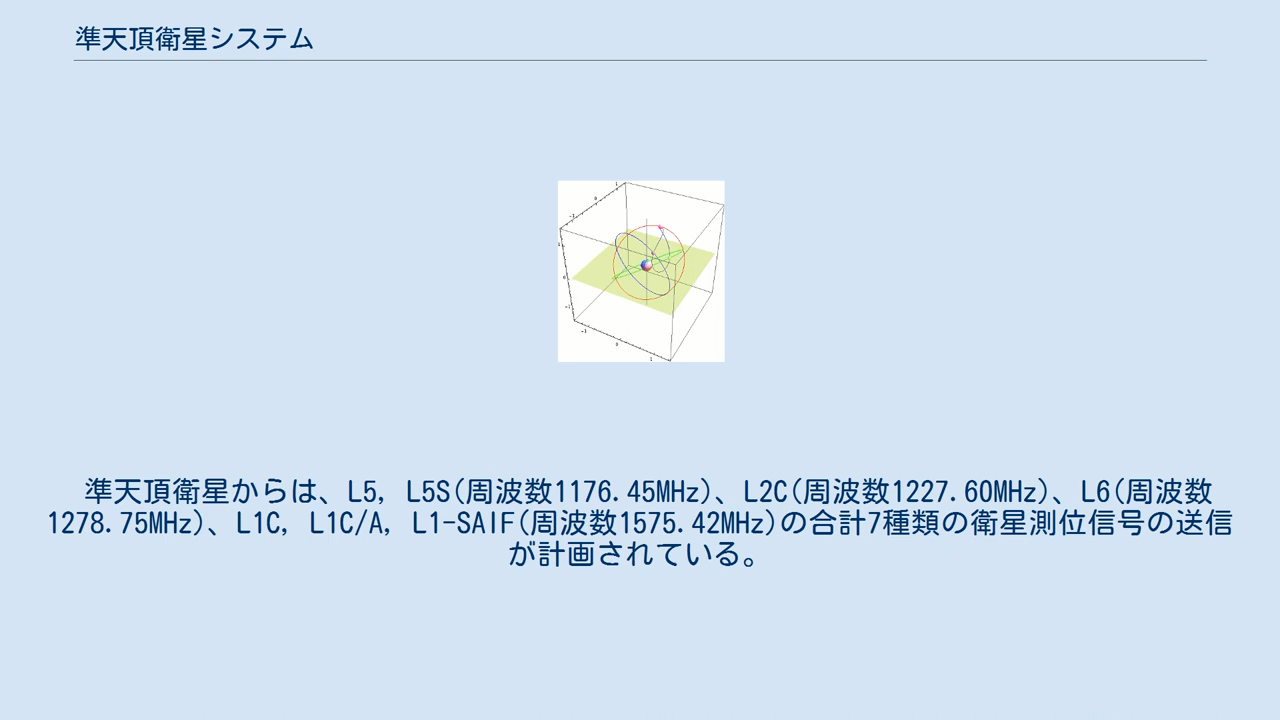 準天頂衛星システム
準天頂衛星からは、L5, L5S(周波数1176.45MHz)、L2C(周波数1227.60MHz)、L6(周波数
1278.75MHz)、L1C, L1C/A, L1-SAIF(周波数1575.42MHz)の合計7種類の衛星測位信号の送信
が計画されている。